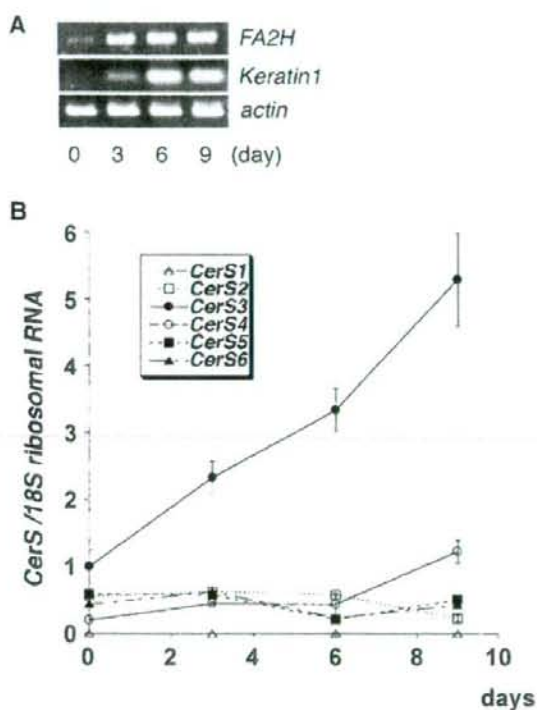 A
FA2H
Keratin1
actin
0 3 6 9 (day)
B
CerS /18S ribosomal RNA
6
5
4
3
2
1
0
CerS1
CerS2
CerS3
CerS4
CerS5
CerS6
0 2 4 6 8 10
days